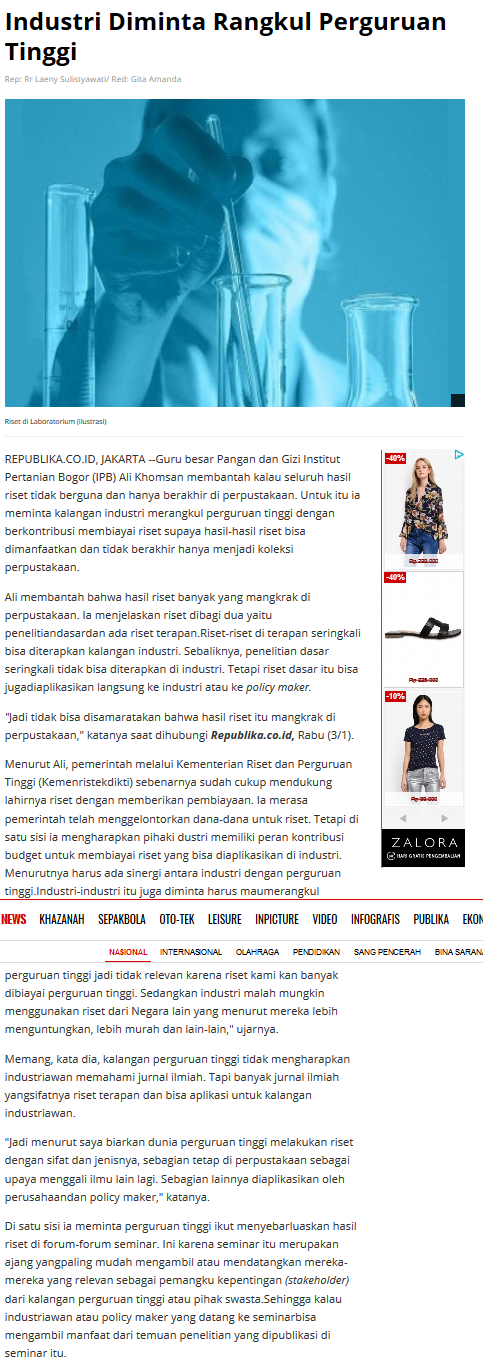 Industri Diminta Rangkul Perguruan
Tinggi
Rep: Rr Laeny Sulistyawati/ Red: Gita Amanda
Riset di Laboratorium (ilustrasi)
REPUBLIKA.CO.ID, JAKARTA --Guru besar Pangan dan Gizi Institut
Pertanian Bogor (IPB) Ali Khomsan membantah kalau seluruh hasil
riset tidak berguna dan hanya berakhir di perpustakaan. Untuk itu ia
meminta kalangan industri merangkul perguruan tinggi dengan
berkontribusi membiayai riset supaya hasil-hasil riset bisa
dimanfaatkan dan tidak berakhir hanya menjadi koleksi
perpustakaan.
Ali membantah bahwa hasil riset banyak yang mangkrak di
perpustakaan. Ia menjelaskan riset dibagi dua yaitu
penelitiandasardan ada riset terapan.Riset-riset di terapan seringkali
bisa diterapkan kalangan industri. Sebaliknya, penelitian dasar
seringkali tidak bisa diterapkan di industri. Tetapi riset dasar itu bisa
jugadiaplikasikan langsung ke industri atau ke policy maker.
"Jadi tidak bisa disamaratakan bahwa hasil riset itu mangkrak di
perpustakaan," katanya saat dihubungi Republika.co.id, Rabu (3/1).
Menurut Ali, pemerintah melalui Kementerian Riset dan Perguruan
Tinggi (Kemenristekdikti) sebenarnya sudah cukup mendukung
lahirnya riset dengan memberikan pembiayaan. Ia merasa
pemerintah telah menggelontorkan dana-dana untuk riset. Tetapi di
satu sisi ia mengharapkan pihaki dustri memiliki peran kontribusi
budget untuk membiayai riset yang bisa diaplikasikan di industri.
Menurutnya harus ada sinergi antara industri dengan perguruan
tinggi.Industri-industri itu juga diminta harus maumerangkul
-40%
Rp 299.000
-40%
-10%
Rp 99.000
ZALORA
HARI GRATIS PENGEMBALIAN
NEWS KHAZANAH SEPAKBOLA OTO-TEK LEISURE INPICTURE VIDEO INFOGRAFIS PUBLIKA EKON
NASIONAL INTERNASIONAL OLAHRAGA PENDIDIKAN SANG PENCERAH BINA SARAN
perguruan tinggi jadi tidak relevan karena riset kami kan banyak
dibiayai perguruan tinggi. Sedangkan industri malah mungkin
menggunakan riset dari Negara lain yang menurut mereka lebih
menguntungkan, lebih murah dan lain-lain," ujarnya.
Memang, kata dia, kalangan perguruan tinggi tidak mengharapkan
industriawan memahami jurnal ilmiah. Tapi banyak jurnal ilmiah
yangsifatnya riset terapan dan bisa aplikasi untuk kalangan
industriawan.
"Jadi menurut saya biarkan dunia perguruan tinggi melakukan riset
dengan sifat dan jenisnya, sebagian tetap di perpustakaan sebagai
upaya menggali ilmu lain lagi. Sebagian lainnya diaplikasikan oleh
perusahaandan policy maker," katanya.
Di satu sisi ia meminta perguruan tinggi ikut menyebarluaskan hasil
riset di forum-forum seminar. Ini karena seminar itu merupakan
ajang yangpaling mudah mengambil atau mendatangkan mereka-
mereka yang relevan sebagai pemangku kepentingan (stakeholder)
dari kalangan perguruan tinggi atau pihak swasta.Sehingga kalau
industriawan atau policy maker yang datang ke seminarbisa
mengambil manfaat dari temuan penelitian yang dipublikasi di
seminar itu.